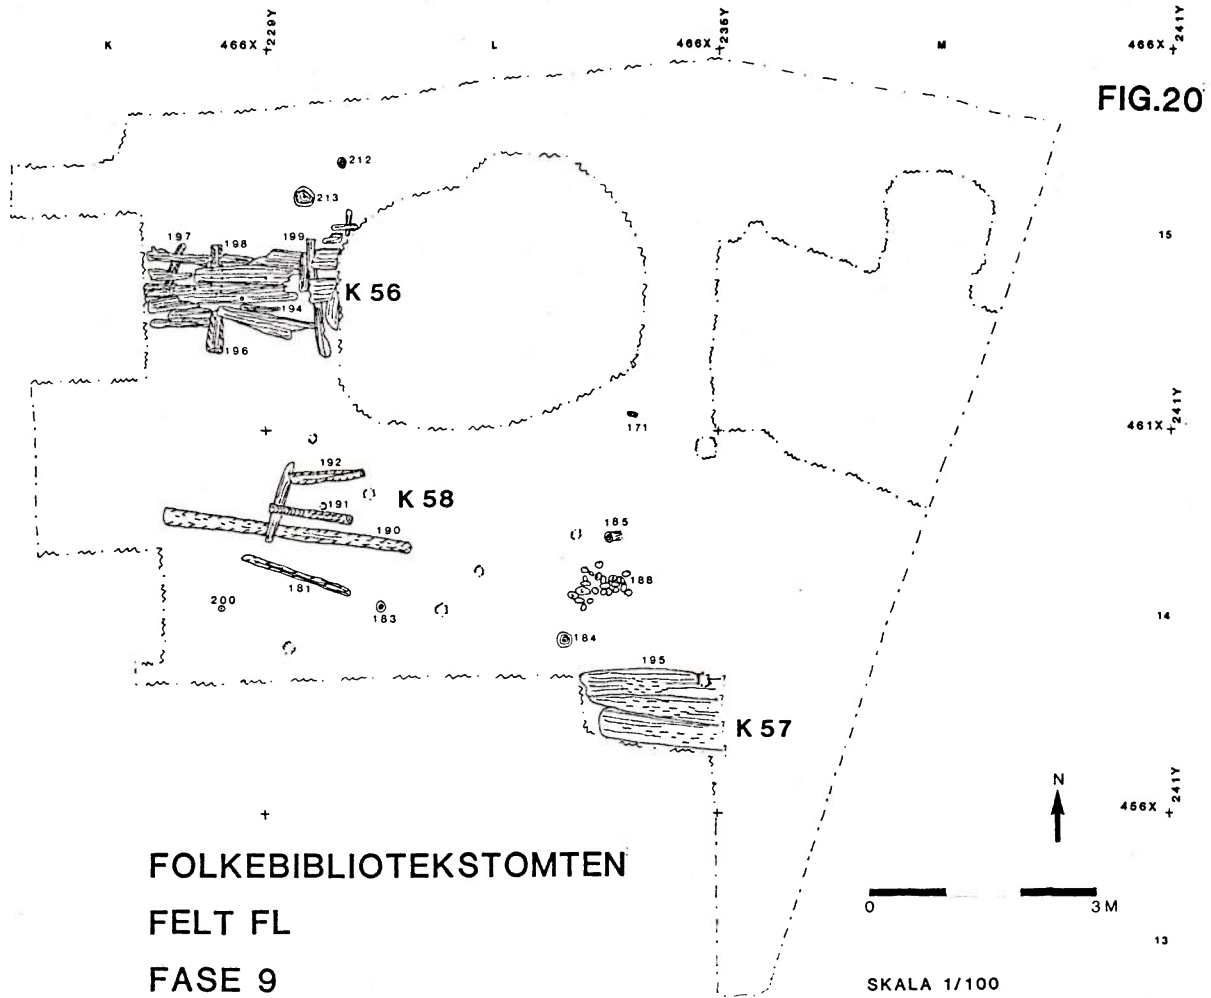 K
466X
229Y
L
466X
235Y
M
466X
241Y
FIG.20
212
213
15
197
198
199
K 56
194
196
171
461X
241Y
192
K 58
191
190
185
188
181
200
183
184
14
195
K 57
N
456X
241Y
FOLKEBIBLIOTEKSTOMTEN
FELT FL
FASE 9
0
3M
13
SKALA 1/100